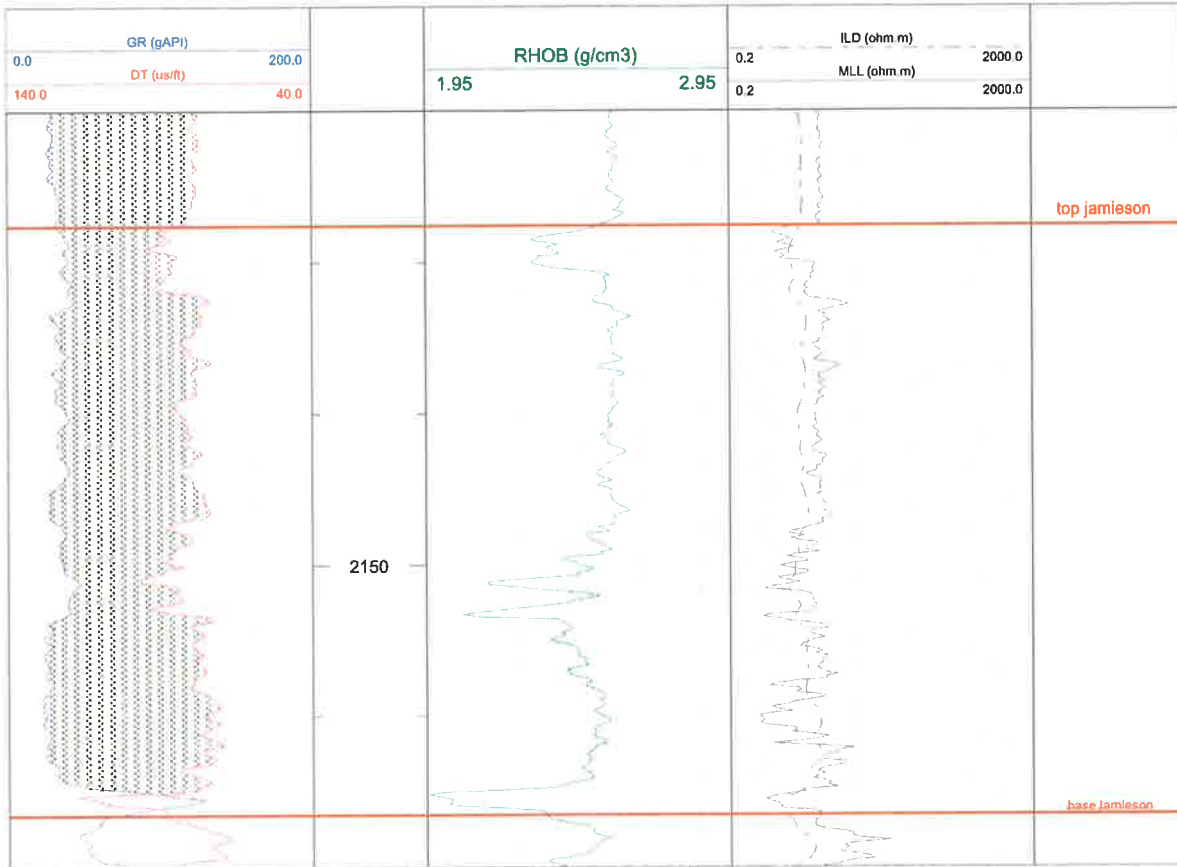 GR (gAPI)
0.0 200.0
DT (us/ft)
140 0 40.0
RHOB (g/cm3)
1.95 2.95
ILD (ohm m)
0.2 2000.0
MLL (ohm m)
0.2 2000.0
top jamieson
2150
base jamieson